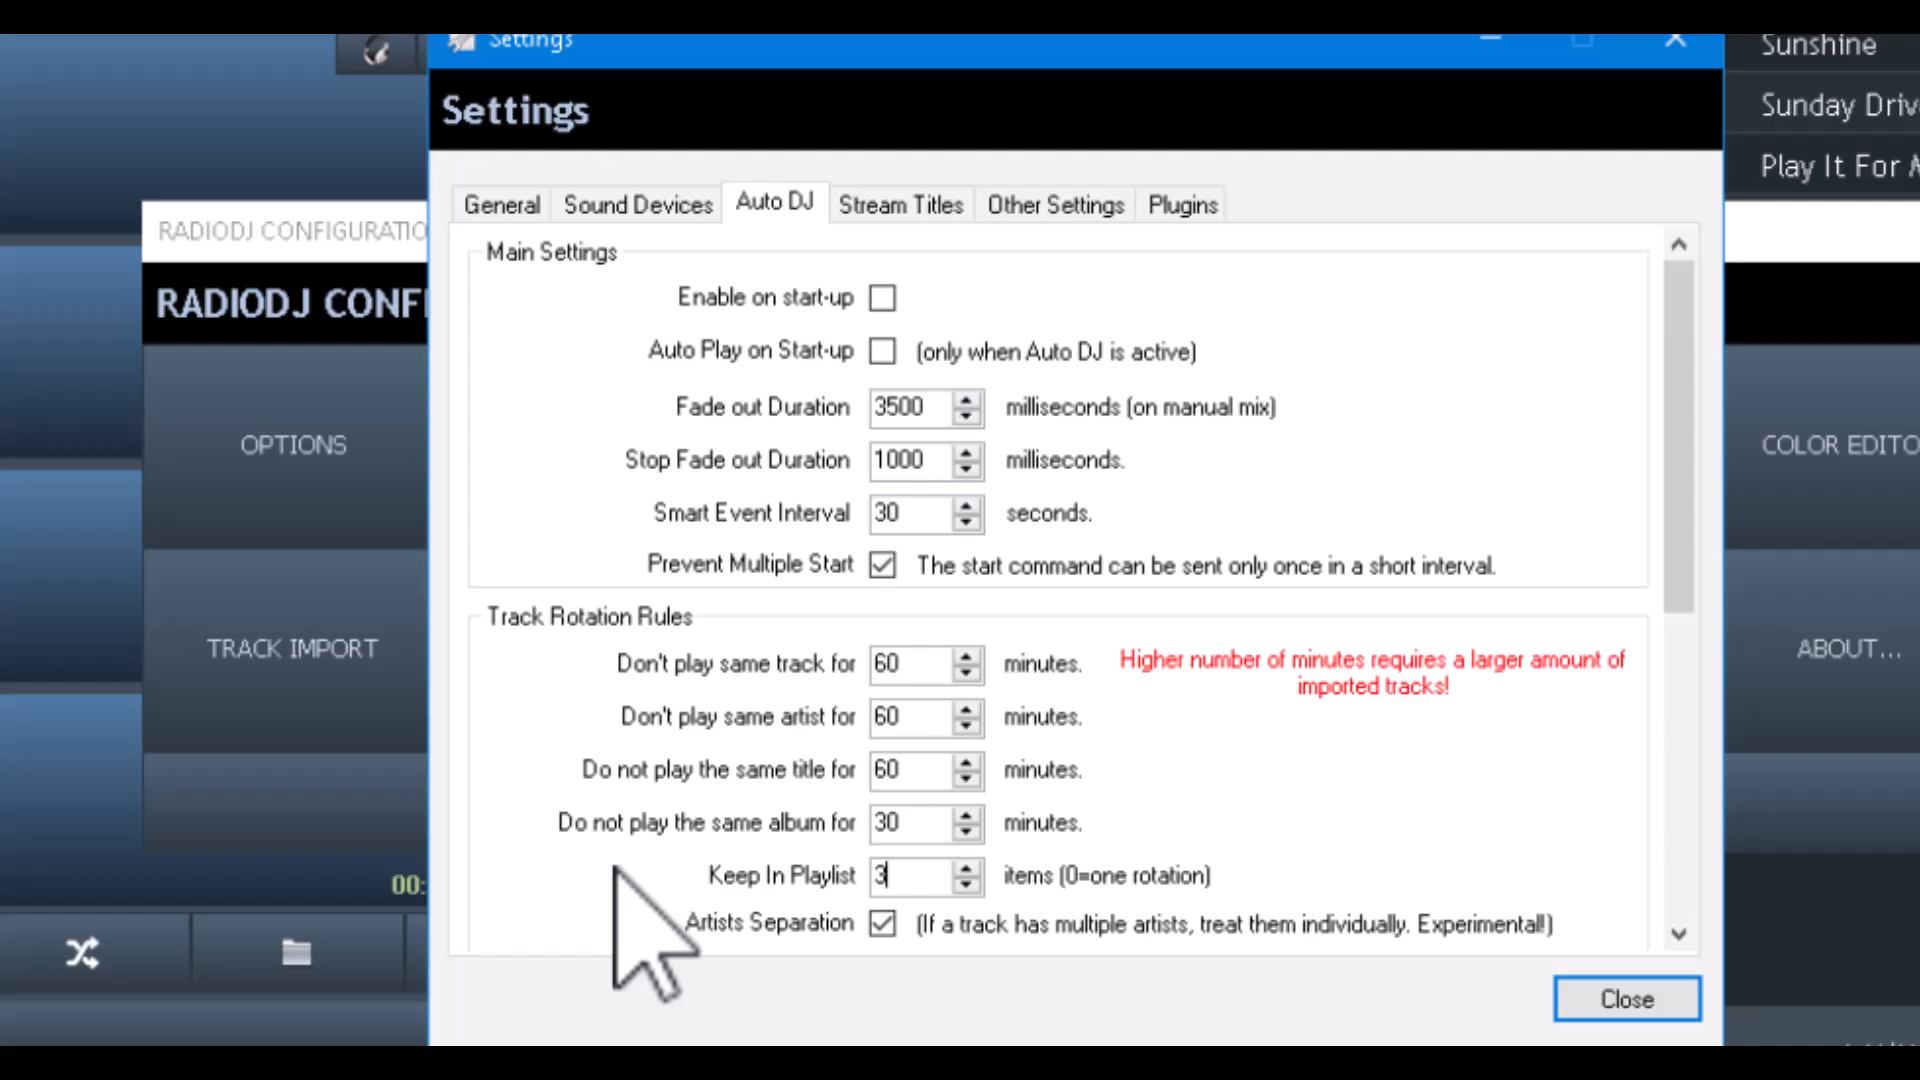 Settings
Sunshine
Settings
Sunday Driv
Play It For
General
Sound Devices
Auto DJ
Stream Titles
Other Settings
Plugins
RADIODJ CONFIGURATIO
Main Settings
RADIODJ CONF
Enable on start-up
Auto Play on Start-up
(only when Auto DJ is active)
Fade out Duration 3500 milliseconds (on manual mix)
OPTIONS
COLOR EDITO
Stop Fade out Duration 1000 milliseconds.
Smart Event Interval 30 seconds.
Prevent Multiple Start
The start command can be sent only once in a short interval.
Track Rotation Rules
TRACK IMPORT
ABOUT...
Don't play same track for 60 minutes.
Higher number of minutes requires a larger amount of
imported tracks!
Don't play same artist for 60 minutes.
Do not play the same title for 60 minutes.
Do not play the same album for 30 minutes.
Keep In Playlist 3 items (0=one rotation)
00:
Artists Separation
(If a track has multiple artists, treat them individually. Experimental!)
Close